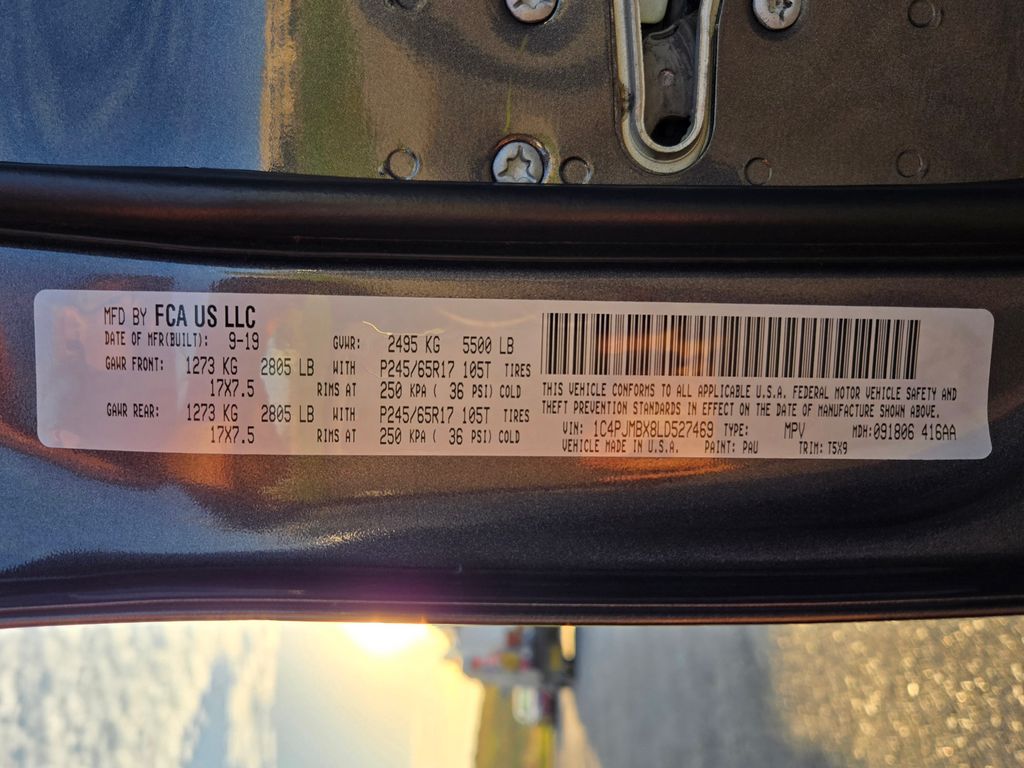 MFD BY FCA US LLC
DATE OF MFR(BUILT): 9-19 GVWR: 2495 KG 5500 LB
GAWR FRONT: 1273 KG 2805 LB WITH P245/65R17 105T TIRES
17X7.5 RIMS AT 250 KPA ( 36 PSI) COLD
GAWR REAR: 1273 KG 2805 LB WITH P245/65R17 105T TIRES
17X7.5 RIMS AT 250 KPA ( 36 PSI) COLD
THIS VEHICLE CONFORMS TO ALL APPLICABLE U.S.A. FEDERAL MOTOR VEHICLE SAFETY AND
THEFT PREVENTION STANDARDS IN EFFECT ON THE DATE OF MANUFACTURE SHOWN ABOVE.
VIN: 1C4PJMBX8LD527469 TYPE: MPV MDH:091806 416AA
VEHICLE MADE IN U.S.A. PAINT: PAU TRIM: T5X9